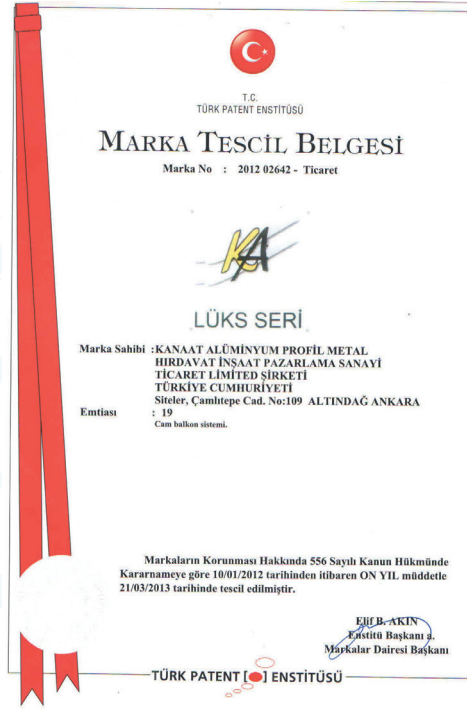 T.C.
TÜRK PATENT ENSTİTÜSÜ
MARKA TESCİL BELGESİ
Marka No : 2012 02642 - Ticaret
KA
LÜKS SERİ
Marka Sahibi :KANAAT ALÜMİNYUM PROFİL METAL
HIRDAVAT İNŞAAT PAZARLAMA SANAYİ
TİCARET LİMİTED ŞİRKETİ
TÜRKİYE CUMHURİYETİ
Siteler, Çamlıtepe Cad. No:109 ALTINDAĞ ANKARA
Emtiası : 19
Cam balkon sistemi.
Markaların Korunması Hakkında 556 Sayılı Kanun Hükmünde
Kararnameye göre 10/01/2012 tarihinden itibaren ON YIL müddetle
21/03/2013 tarihinde tescil edilmiştir.
Elif B. AKIN
Enstitü Başkanı a.
Markalar Dairesi Başkanı
TÜRK PATENT [ ] ENSTİTÜSÜ